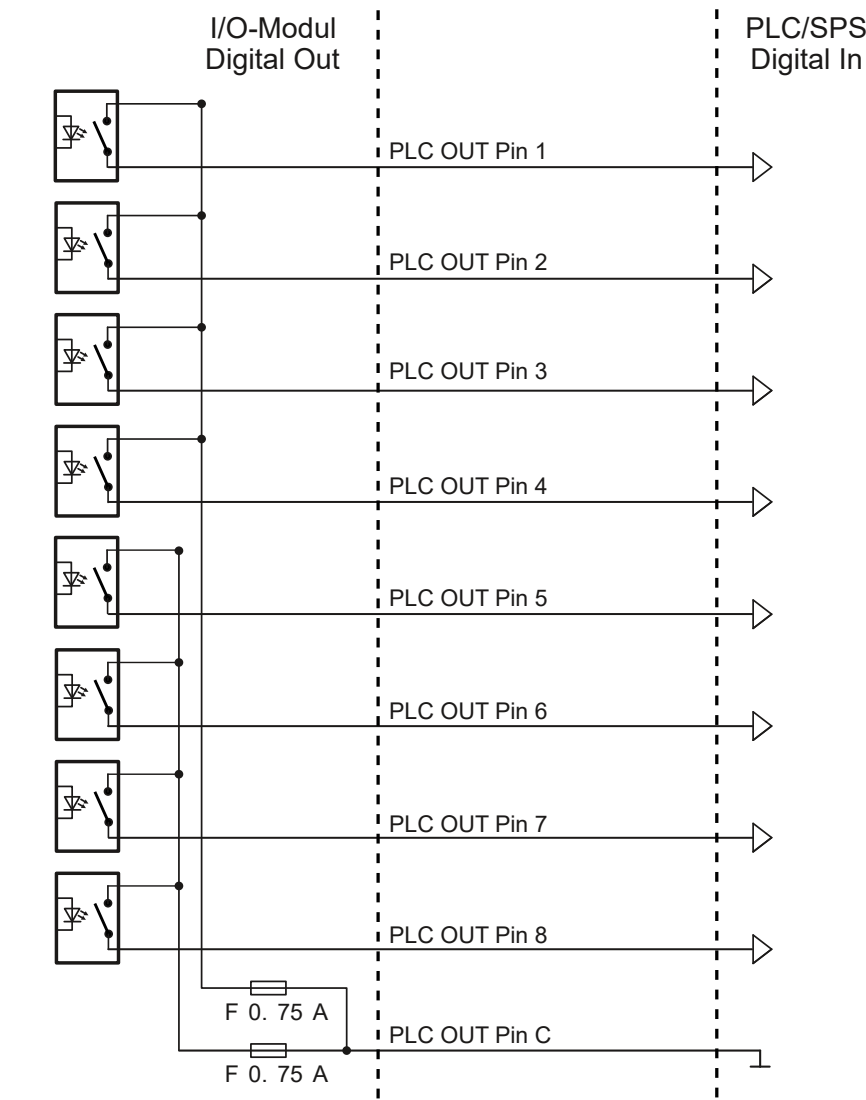 I/O-Modul
Digital Out
PLC/SPS
Digital In
PLC OUT Pin 1
PLC OUT Pin 2
PLC OUT Pin 3
PLC OUT Pin 4
PLC OUT Pin 5
PLC OUT Pin 6
PLC OUT Pin 7
PLC OUT Pin 8
F 0. 75 A
PLC OUT Pin C
F 0. 75 A